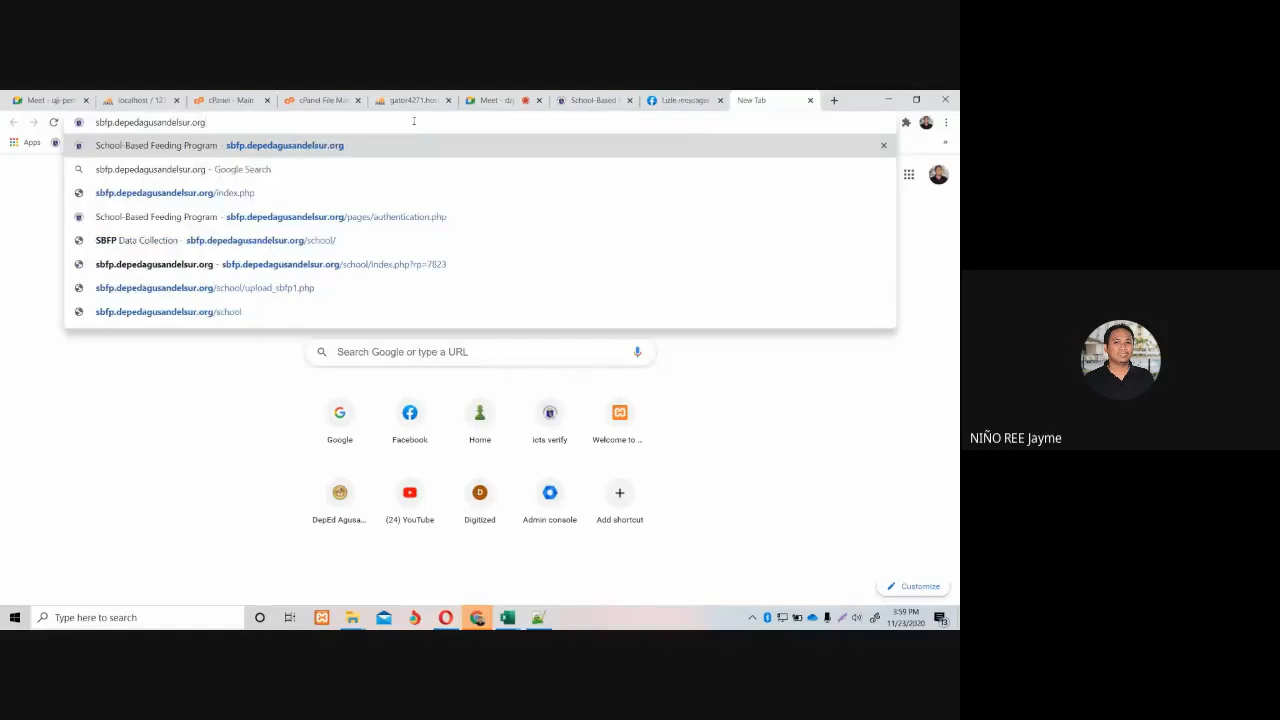 Meet - uji-pen
localhost / 127
cPanel - Main
cPanel File Man
gator4271.host
Meet - dzp
School-Based
New Tab
sbfp.depedagusandelsur.org
Apps
School-Based Feeding Program - sbfp.depedagusandelsur.org
sbfp.depedagusandelsur.org - Google Search
sbfp.depedagusandelsur.org/index.php
School-Based Feeding Program - sbfp.depedagusandelsur.org/pages/authentication.php
SBFP Data Collection - sbfp.depedagusandelsur.org/school/
sbfp.depedagusandelsur.org - sbfp.depedagusandelsur.org/school/index.php?rp=7823
sbfp.depedagusandelsur.org/school/upload_sbfp1.php
sbfp.depedagusandelsur.org/school
Search Google or type a URL
Google
Facebook
Home
icts verify
Welcome to ...
DepEd Agusa...
(24) YouTube
Digitized
Admin console
Add shortcut
Customize
Type here to search
3:59 PM
11/23/2020
NIÑO REE Jayme